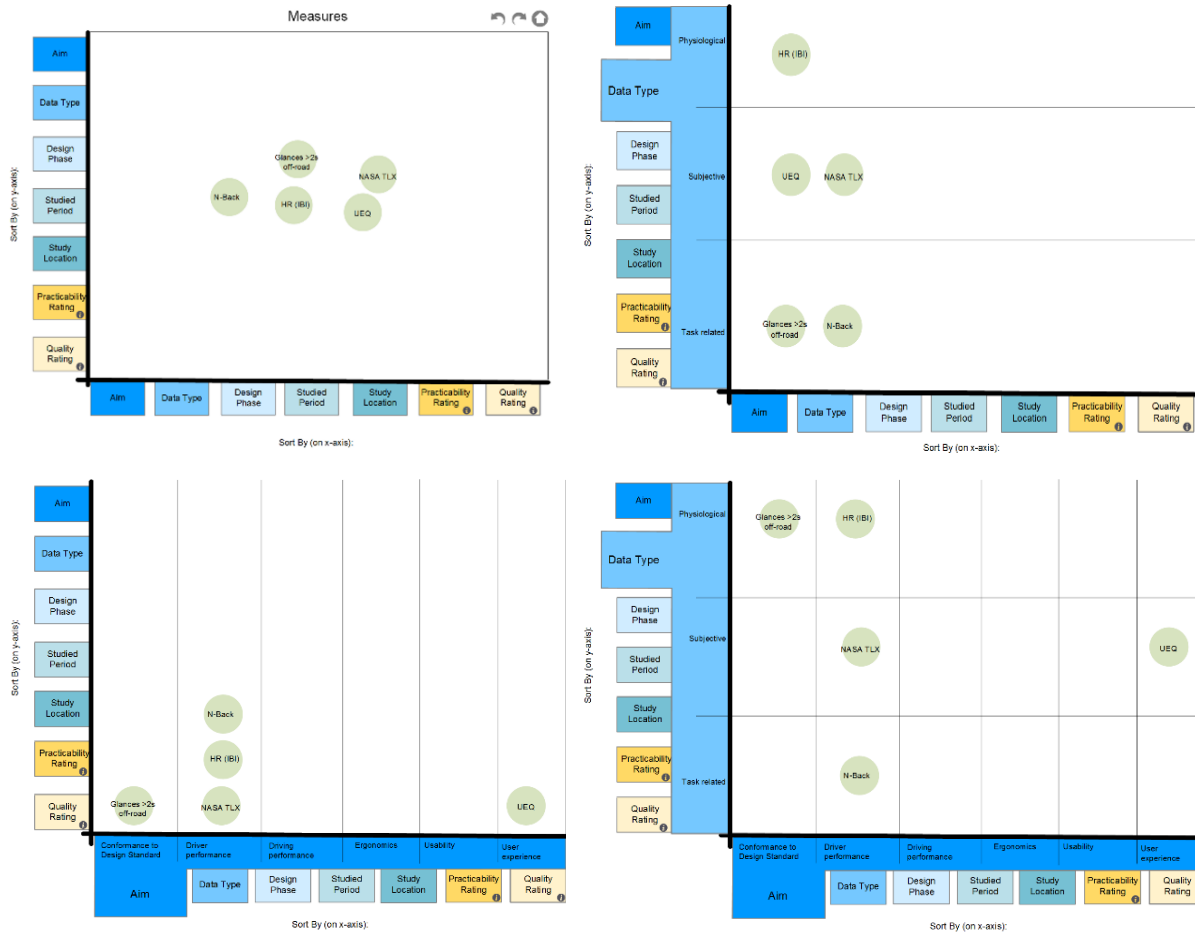 Measures
Sort By (on y-axis):
Aim
Data Type
Design
Phase
Studied
Period
Study
Location
Practicability
Rating
Quality
Rating
Glances >2s
off-road
NASA TLX
N-Back
HR (IBI)
UEQ
Aim
Data Type
Design
Phase
Studied
Period
Study
Location
Practicability
Rating
Quality
Rating
Sort By (on x-axis):
Sort By (on y-axis):
Aim
Data Type
Design
Phase
Studied
Period
Study
Location
Practicability
Rating
Quality
Rating
Physiological
Subjective
Task related
HR (IBI)
UEQ
NASA TLX
Glances >2s
off-road
N-Back
Aim
Data Type
Design
Phase
Studied
Period
Study
Location
Practicability
Rating
Quality
Rating
Sort By (on x-axis):
Sort By (on y-axis):
Aim
Data Type
Design
Phase
Studied
Period
Study
Location
Practicability
Rating
Quality
Rating
N-Back
HR (IBI)
Glances >2s
off-road
NASA TLX
UEQ
Conformance to
Design Standard
Driver
performance
Driving
performance
Ergonomics
Usability
User
experience
Aim
Data Type
Design
Phase
Studied
Period
Study
Location
Practicability
Rating
Quality
Rating
Sort By (on x-axis):
Sort By (on y-axis):
Aim
Data Type
Design
Phase
Studied
Period
Study
Location
Practicability
Rating
Quality
Rating
Physiological
Subjective
Task related
Glances >2s
off-road
HR (IBI)
NASA TLX
UEQ
N-Back
Conformance to
Design Standard
Driver
performance
Driving
performance
Ergonomics
Usability
User
experience
Aim
Data Type
Design
Phase
Studied
Period
Study
Location
Practicability
Rating
Quality
Rating
Sort By (on x-axis):